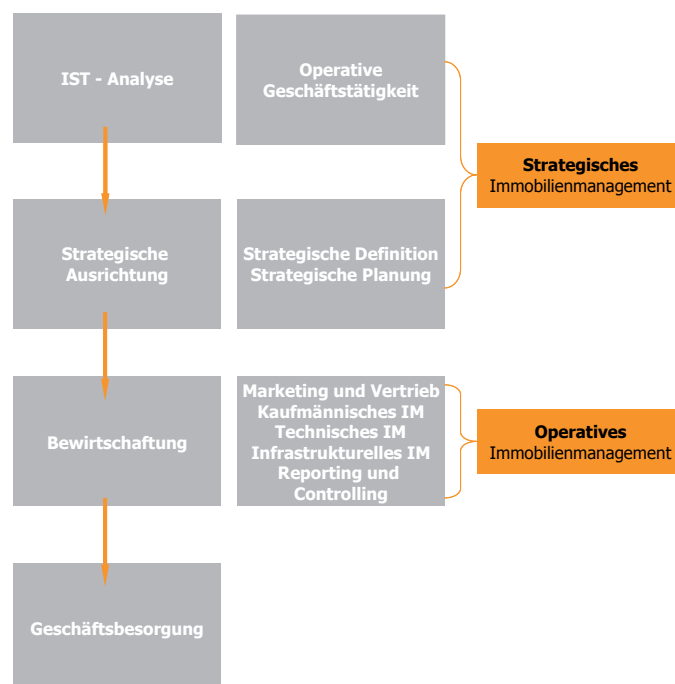 IST - Analyse
Operative
Geschäftstätigkeit
Strategisches
Immobilienmanagement
Strategische
Ausrichtung
Strategische Definition
Strategische Planung
Bewirtschaftung
Marketing und Vertrieb
Kaufmännisches IM
Technisches IM
Infrastrukturelles IM
Reporting und
Controlling
Operatives
Immobilienmanagement
Geschäftsbesorgung